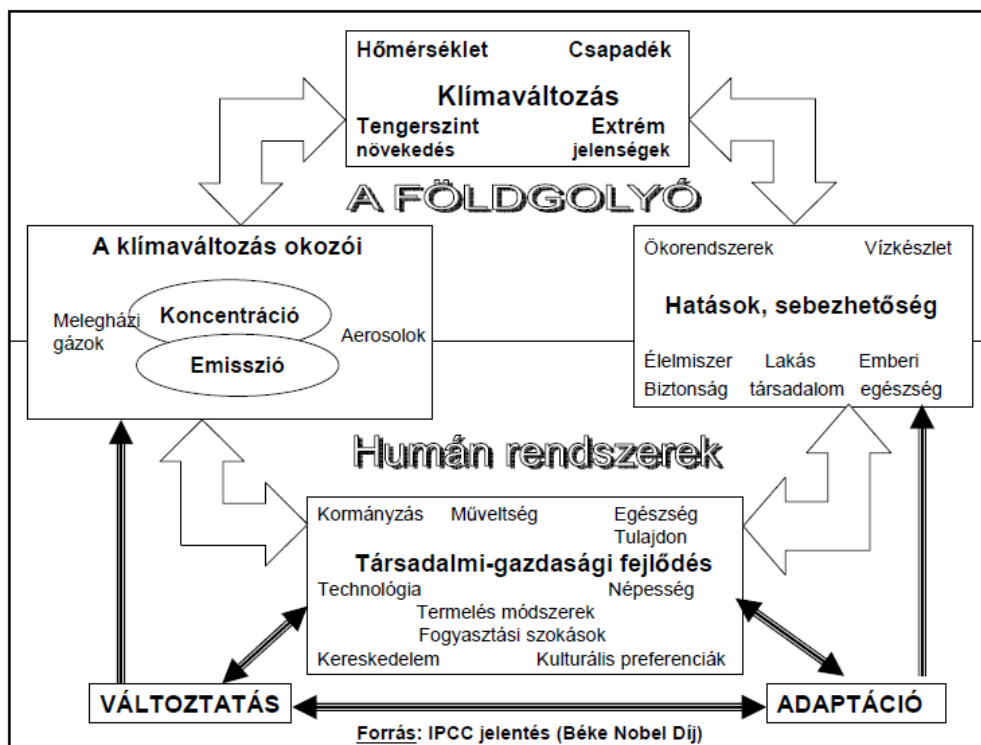 Hőmérséklet Csapadék
Klímaváltozás
Tengerszint Extrém
növekedés jelenségek
A FÖLDGOLYÓ
A klímaváltozás okozói
Koncentráció
Melegházi
gázok
Aerosolok
Emisszió
Ökorendszerek Vízkészlet
Hatások, sebezhetőség
Élelmiszer Lakás Emberi
Biztonság társadalom egészség
Humán rendszerek
Kormányzás Műveltség Egészség
Tulajdon
Társadalmi-gazdasági fejlődés
Technológia Népesség
Termelés módszerek
Fogyasztási szokások
Kereskedelem Kulturális preferenciák
VÁLTOZTATÁS
ADAPTÁCIÓ
Forrás: IPCC jelentés (Béke Nobel Díj)